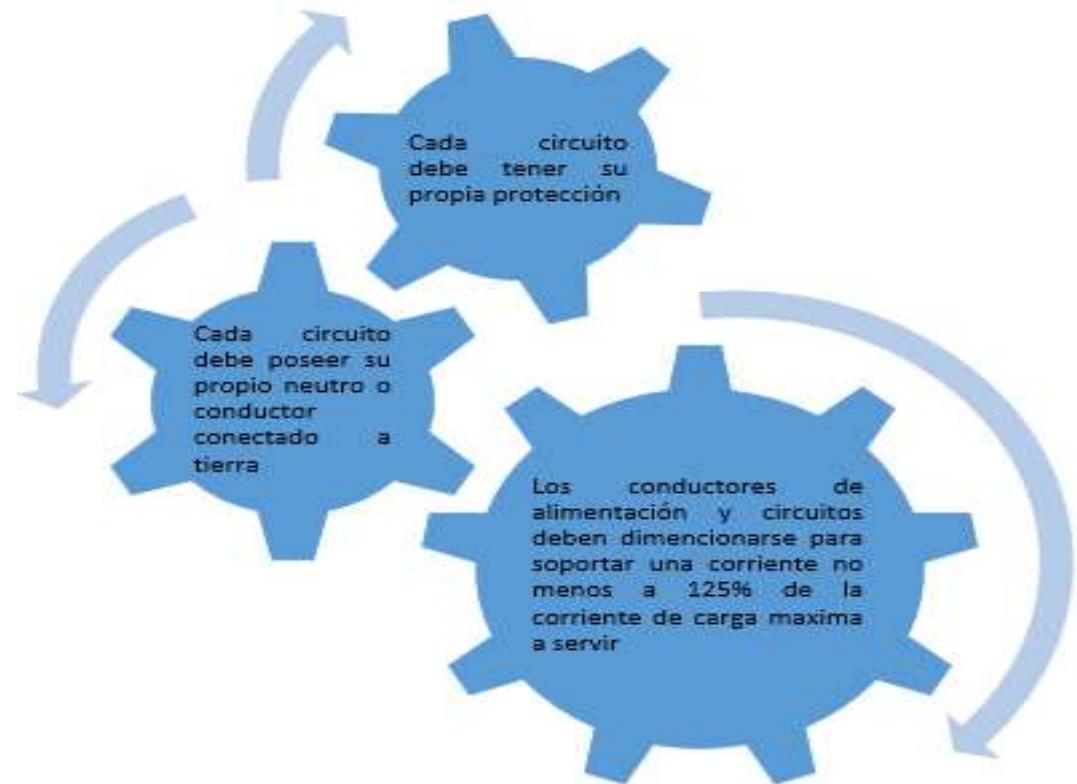 Cada circuito
debe tener su
propia protección
Cada circuito
debe poseer su
propio neutro o
conductor
conectado a
tierra
Los conductores de
alimentación y circuitos
deben dimencionarse para
soportar una corriente no
menos a 125% de la
corriente de carga maxima
a servir